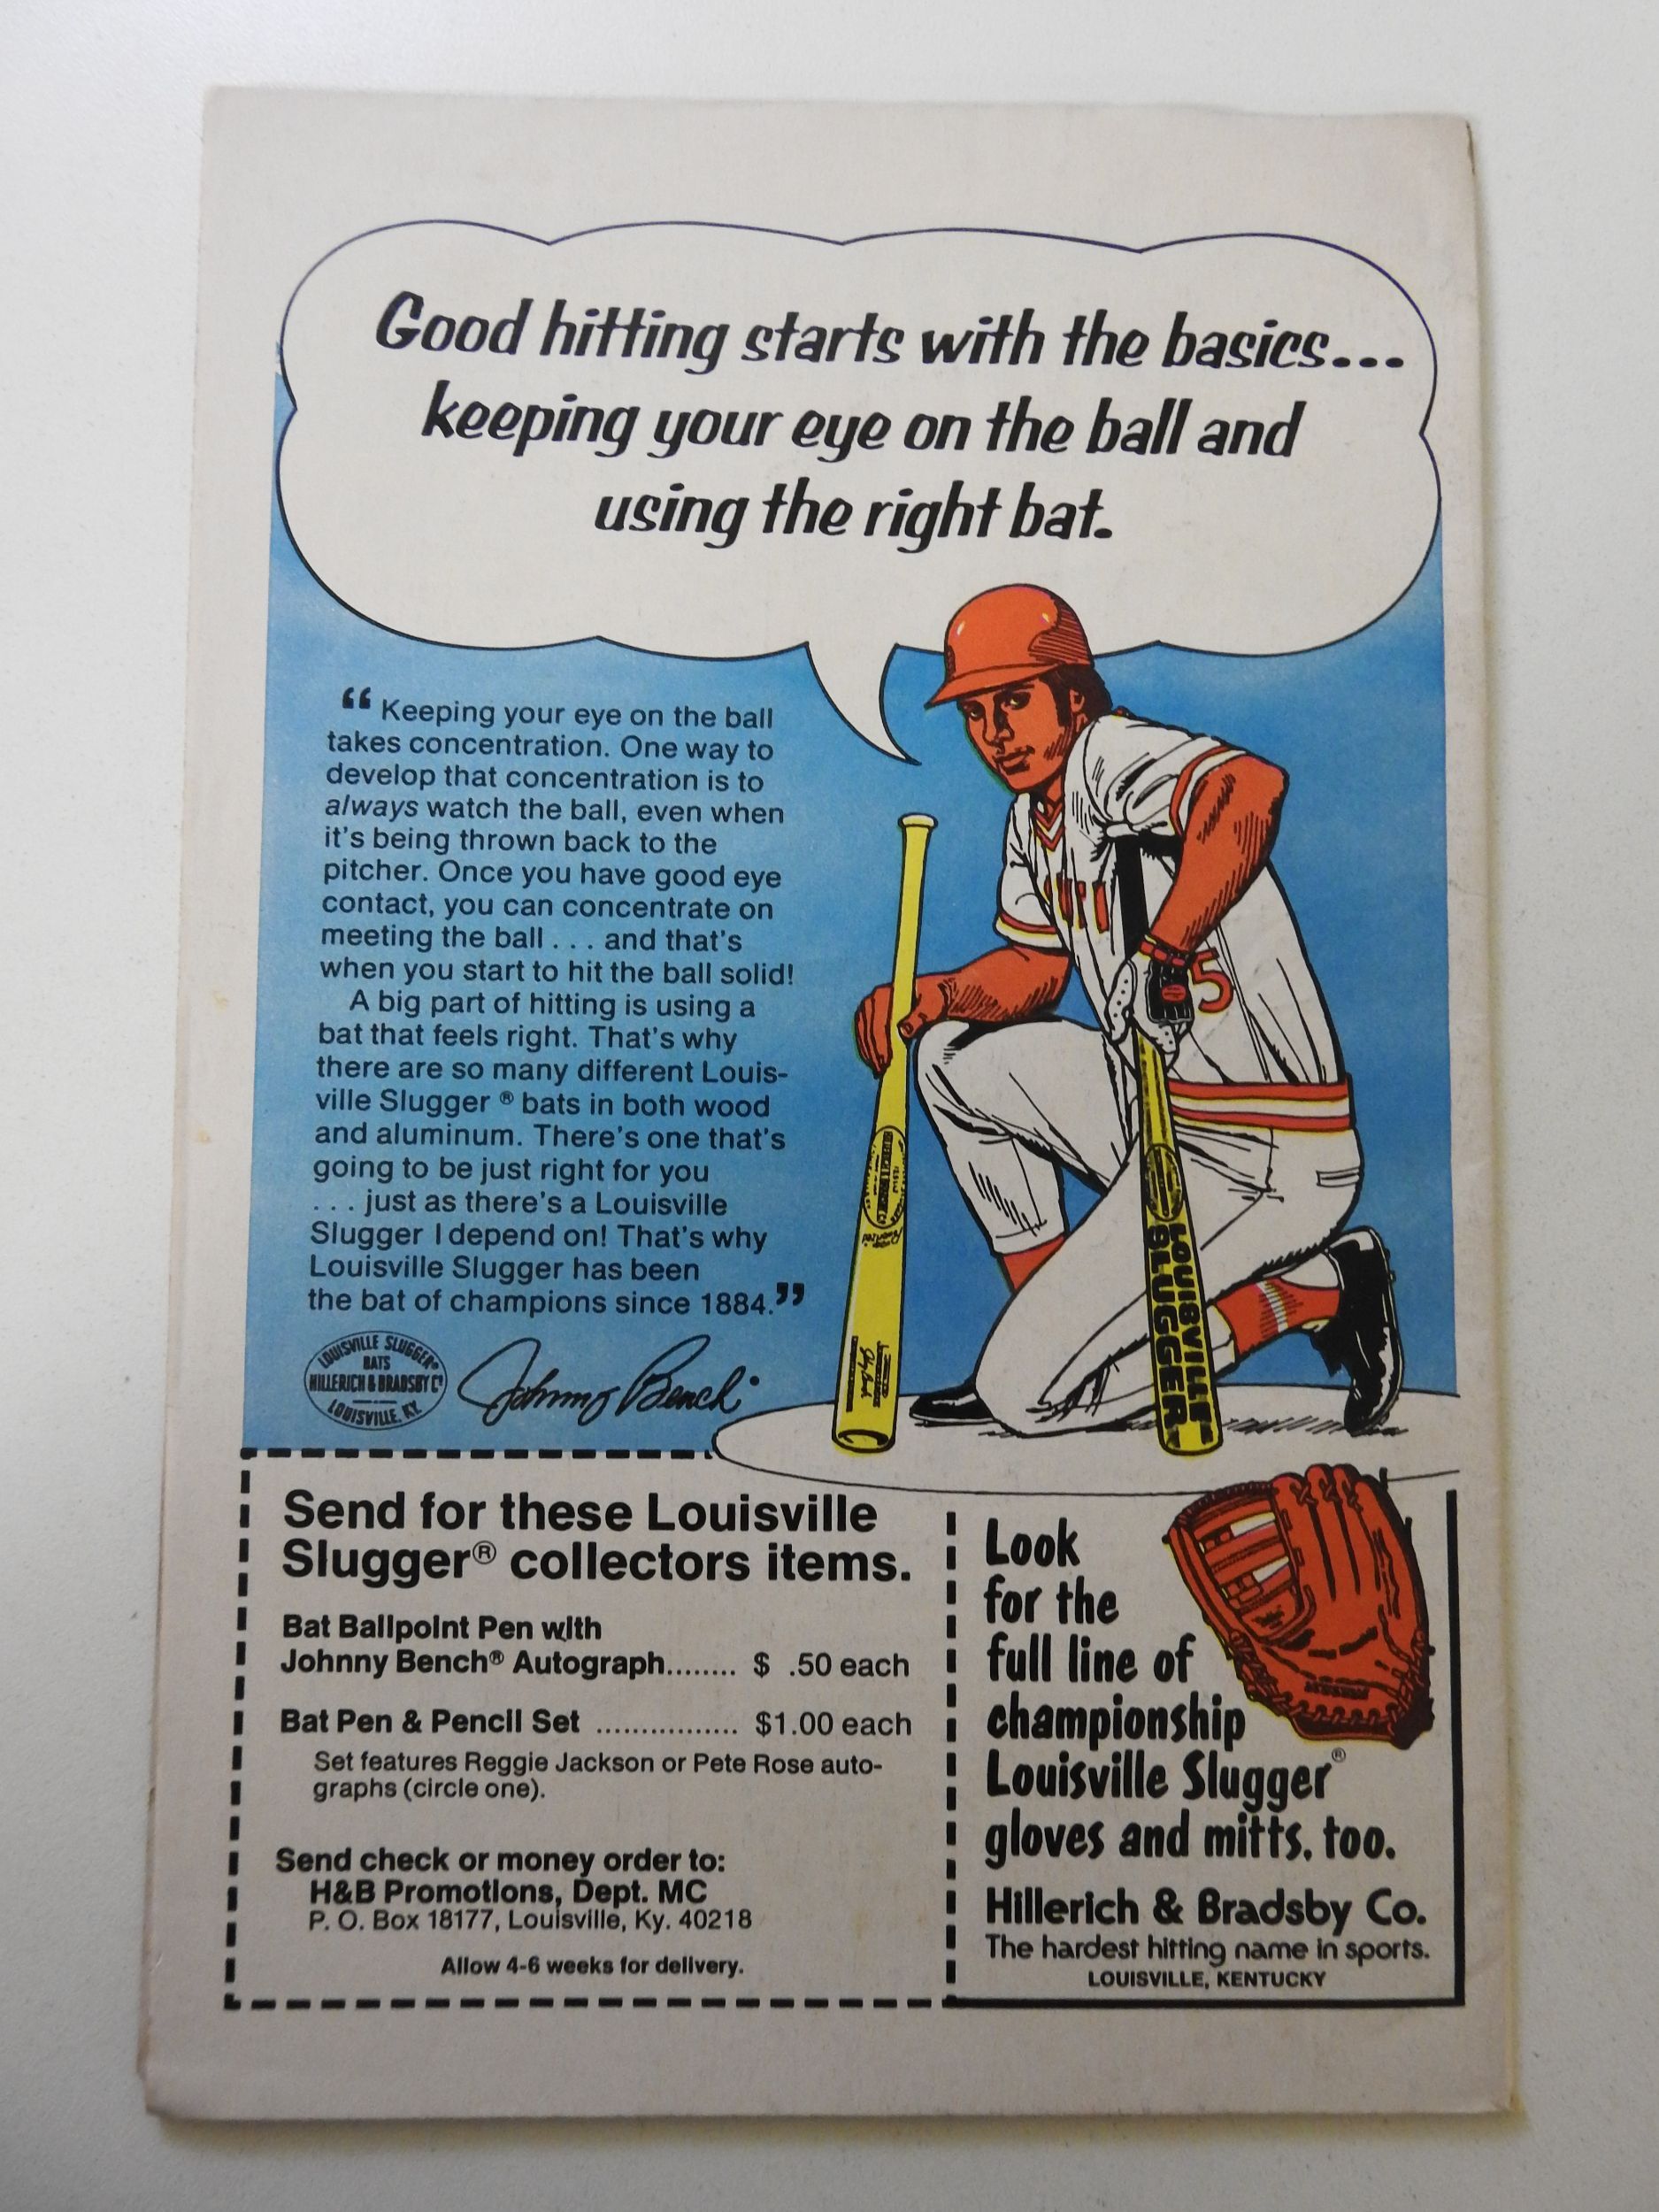 Good hitting starts with the basics...
keeping your eye on the ball and
using the right bat.
“Keeping your eye on the ball
takes concentration. One way to
develop that concentration is to
always watch the ball, even when
it's being thrown back to the
pitcher. Once you have good eye
contact, you can concentrate on
meeting the ball . . . and that's
when you start to hit the ball solid!
A big part of hitting is using a
bat that feels right. That's why
there are so many different Louis-
ville Slugger ® bats in both wood
and aluminum. There's one that's
going to be just right for you
. . . just as there's a Louisville
Slugger I depend on! That's why
Louisville Slugger has been
the bat of champions since 1884.”
LOUISVILLE SLUGGER®
BATS
HILLERICH & BRADSBY Cº
LOUISVILLE, KY.
Johnny Bench
5
LOUISVILLE
SLUGGER
Send for these Louisville
Slugger® collectors items.
Bat Ballpoint Pen with
Johnny Bench® Autograph........ $ .50 each
Bat Pen & Pencil Set ................ $1.00 each
Set features Reggie Jackson or Pete Rose auto-
graphs (circle one).
Send check or money order to:
H&B Promotions, Dept. MC
P. O. Box 18177, Louisville, Ky. 40218
Allow 4-6 weeks for delivery.
Look
for the
full line of
championship
Louisville Slugger®
gloves and mitts, too.
Hillerich & Bradsby Co.
The hardest hitting name in sports.
LOUISVILLE, KENTUCKY